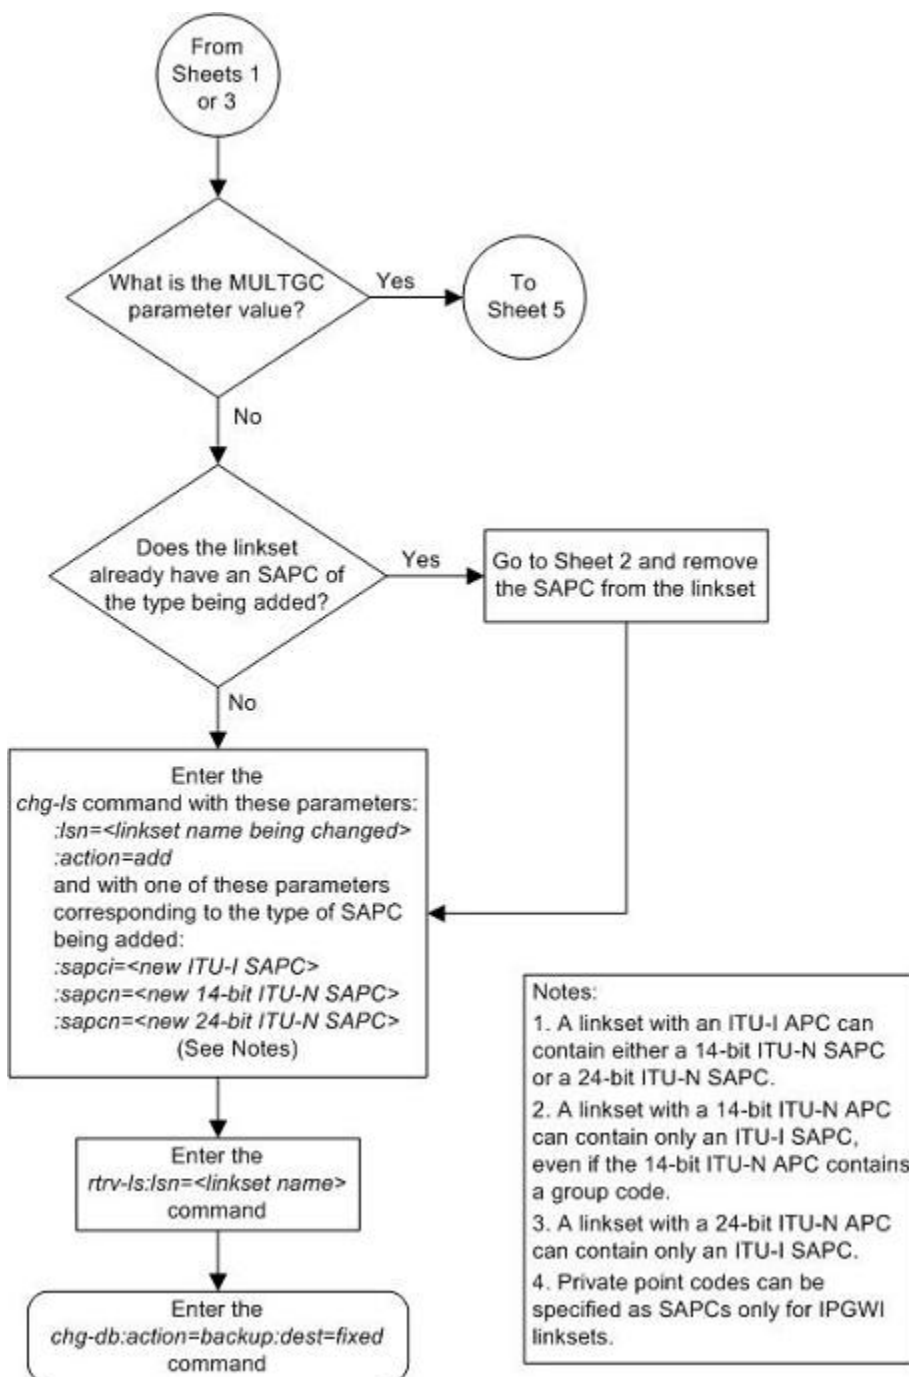 From
Sheets 1
or 3
What is the MULTGC
parameter value?
Yes
To
Sheet 5
No
Does the linkset
already have an SAPC of
the type being added?
Yes
Go to Sheet 2 and remove
the SAPC from the linkset
No
Enter the
chg-ls command with these parameters:
:lsn=<linkset name being changed>
:action=add
and with one of these parameters
corresponding to the type of SAPC
being added:
:sapci=<new ITU-I SAPC>
:sapcn=<new 14-bit ITU-N SAPC>
:sapcn=<new 24-bit ITU-N SAPC>
(See Notes)
Enter the
rtrv-ls:lsn=<linkset name>
command
Enter the
chg-db:action=backup:dest=fixed
command
Notes:
1. A linkset with an ITU-I APC can
contain either a 14-bit ITU-N SAPC
or a 24-bit ITU-N SAPC.
2. A linkset with a 14-bit ITU-N APC
can contain only an ITU-I SAPC,
even if the 14-bit ITU-N APC contains
a group code.
3. A linkset with a 24-bit ITU-N APC
can contain only an ITU-I SAPC.
4. Private point codes can be
specified as SAPCs only for IPGWI
linksets.